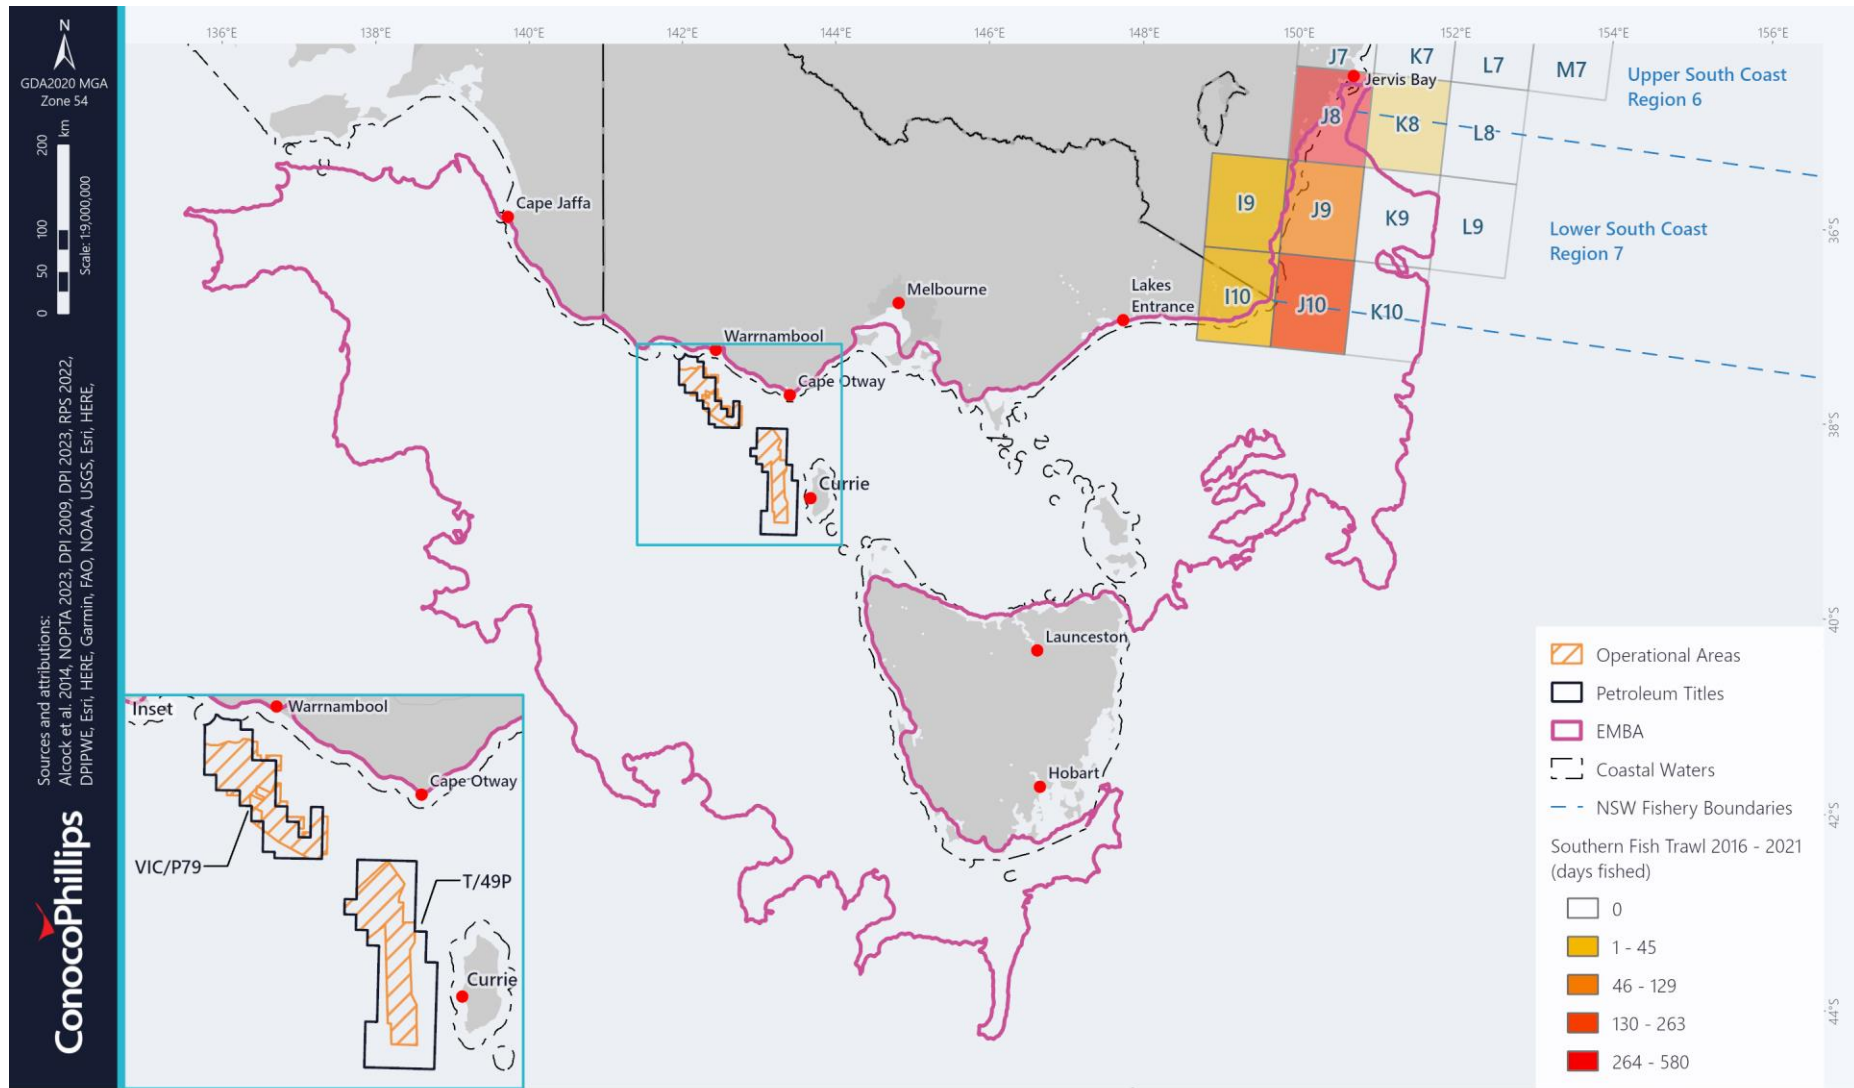 N
GDA2020 MGA
Zone 54
0 50 100 200
km
Scale: 1:9,000,000
Sources and attributions:
Alcock et al. 2014, NOPTA 2023, DPI 2009, DPI 2023, RPS 2022,
DPIPWE, Esri, HERE, Garmin, FAO, NOAA, USGS, Esri, HERE,
ConocoPhillips
136°E 138°E 140°E 142°E 144°E 146°E 148°E 150°E 152°E 154°E 156°E
36°S
38°S
40°S
42°S
44°S
J7 K7 L7 M7
Jervis Bay
J8 K8 L8
I9 J9 K9 L9
I10 J10 K10
Upper South Coast
Region 6
Lower South Coast
Region 7
Cape Jaffa
Melbourne
Lakes
Entrance
Warrnambool
Cape Otway
Currie
Launceston
Hobart
Inset
Warrnambool
Cape Otway
VIC/P79
T/49P
Currie
Operational Areas
Petroleum Titles
EMBA
Coastal Waters
NSW Fishery Boundaries
Southern Fish Trawl 2016 - 2021
(days fished)
0
1 - 45
46 - 129
130 - 263
264 - 580